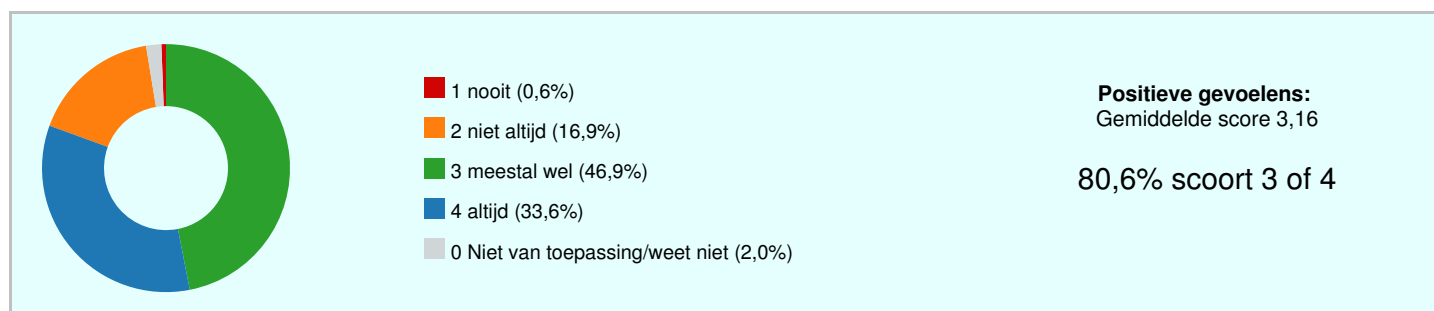 1 nooit (0,6%)
2 niet altijd (16,9%)
3 meestal wel (46,9%)
4 altijd (33,6%)
0 Niet van toepassing/weet niet (2,0%)
Positieve gevoelens:
Gemiddelde score 3,16
80,6% scoort 3 of 4